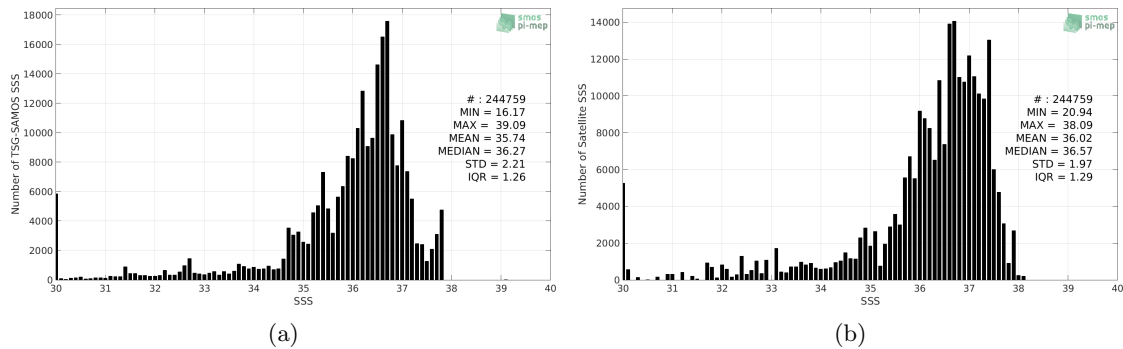 smos
pi-mep
18000
16000
14000
12000
10000
8000
6000
4000
2000
0
Number of TSG-SAMOS SSS
# : 244759
MIN = 16.17
MAX = 39.09
MEAN = 35.74
MEDIAN = 36.27
STD = 2.21
IQR = 1.26
30 31 32 33 34 35 36 37 38 39 40
SSS
(a)
smos
pi-mep
14000
12000
10000
8000
6000
4000
2000
0
Number of Satellite SSS
# : 244759
MIN = 20.94
MAX = 38.09
MEAN = 36.02
MEDIAN = 36.57
STD = 1.97
IQR = 1.29
30 31 32 33 34 35 36 37 38 39 40
SSS
(b)